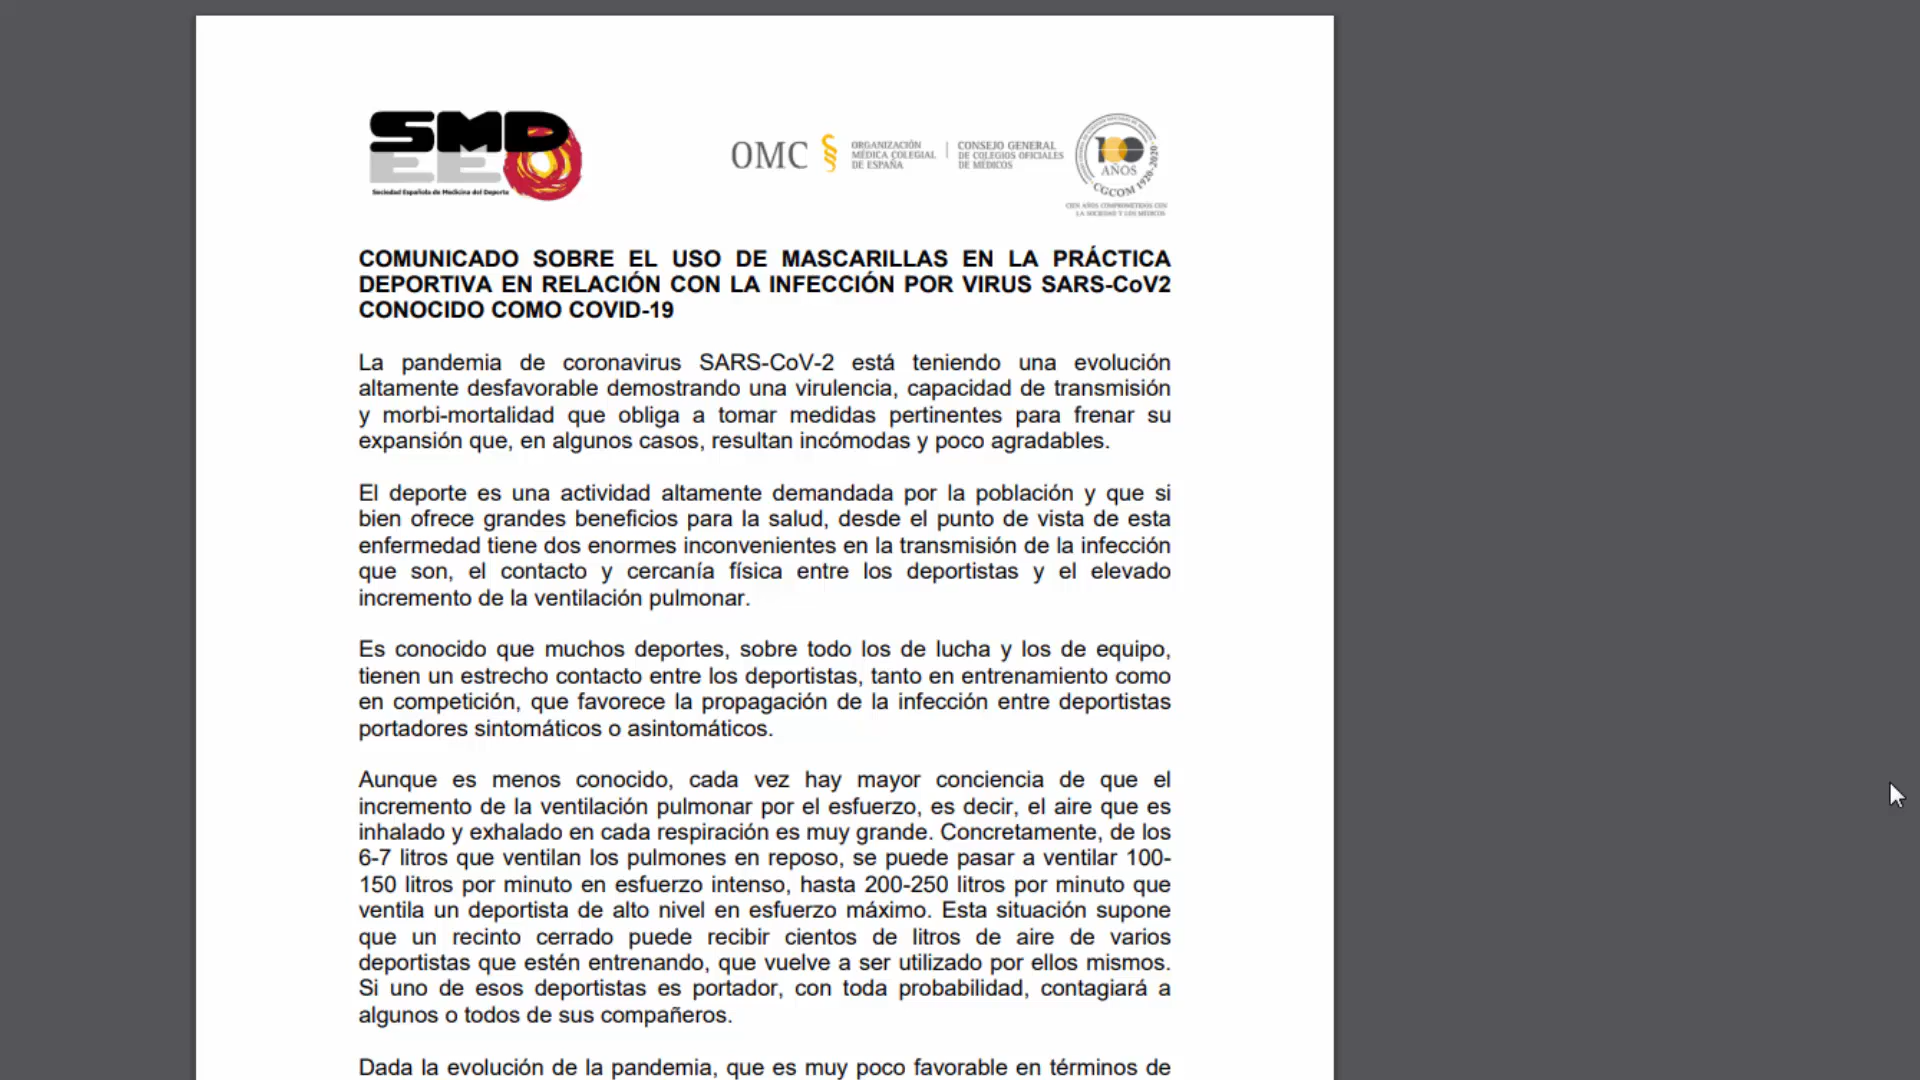 SMD
EE
Sociedad Española de Medicina del Deporte
OMC
ORGANIZACIÓN
MÉDICA COLEGIAL
DE ESPAÑA
CONSEJO GENERAL
DE COLEGIOS OFICIALES
DE MÉDICOS
100
AÑOS
CGCOM 1920-2020
CIEN AÑOS COMPROMETIDOS CON
LA SOCIEDAD Y LOS MÉDICOS
COMUNICADO SOBRE EL USO DE MASCARILLAS EN LA PRÁCTICA
DEPORTIVA EN RELACIÓN CON LA INFECCIÓN POR VIRUS SARS-CoV2
CONOCIDO COMO COVID-19
La pandemia de coronavirus SARS-CoV-2 está teniendo una evolución
altamente desfavorable demostrando una virulencia, capacidad de transmisión
y morbi-mortalidad que obliga a tomar medidas pertinentes para frenar su
expansión que, en algunos casos, resultan incómodas y poco agradables.
El deporte es una actividad altamente demandada por la población y que si
bien ofrece grandes beneficios para la salud, desde el punto de vista de esta
enfermedad tiene dos enormes inconvenientes en la transmisión de la infección
que son, el contacto y cercanía física entre los deportistas y el elevado
incremento de la ventilación pulmonar.
Es conocido que muchos deportes, sobre todo los de lucha y los de equipo,
tienen un estrecho contacto entre los deportistas, tanto en entrenamiento como
en competición, que favorece la propagación de la infección entre deportistas
portadores sintomáticos o asintomáticos.
Aunque es menos conocido, cada vez hay mayor conciencia de que el
incremento de la ventilación pulmonar por el esfuerzo, es decir, el aire que es
inhalado y exhalado en cada respiración es muy grande. Concretamente, de los
6-7 litros que ventilan los pulmones en reposo, se puede pasar a ventilar 100-
150 litros por minuto en esfuerzo intenso, hasta 200-250 litros por minuto que
ventila un deportista de alto nivel en esfuerzo máximo. Esta situación supone
que un recinto cerrado puede recibir cientos de litros de aire de varios
deportistas que estén entrenando, que vuelve a ser utilizado por ellos mismos.
Si uno de esos deportistas es portador, con toda probabilidad, contagiará a
algunos o todos de sus compañeros.
Dada la evolución de la pandemia, que es muy poco favorable en términos de